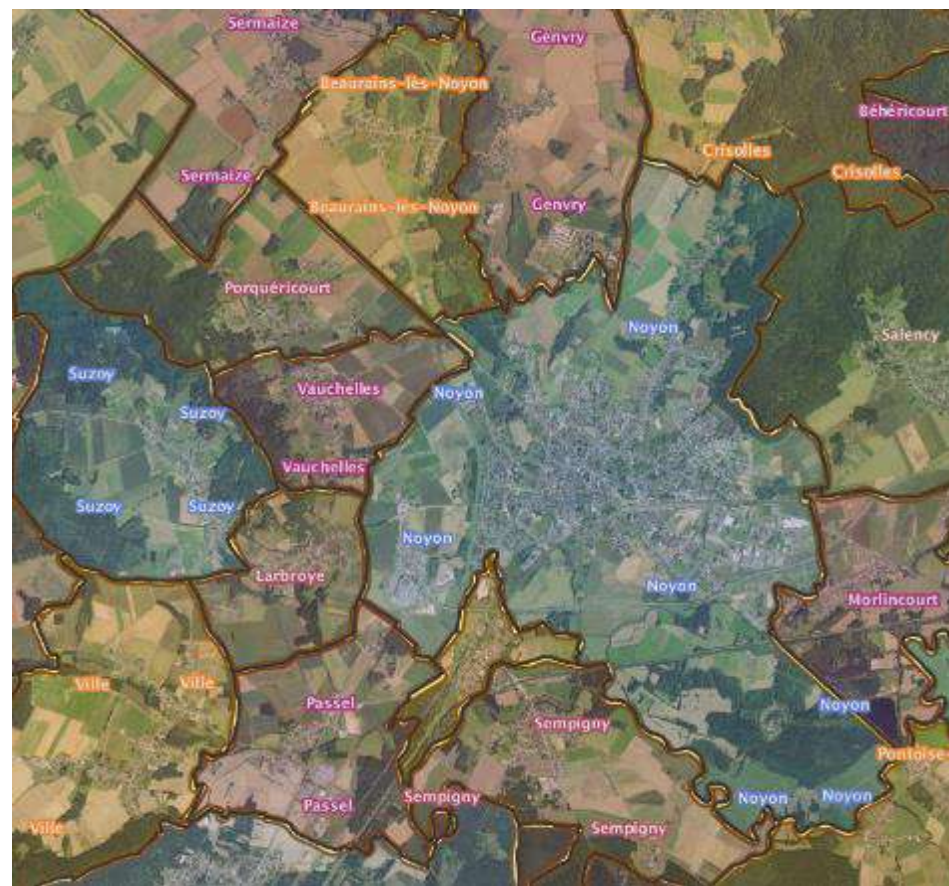 Sermaize
Genvry
Beaurains-lès-Noyon
Béhéricourt
Crisolles
Crisolles
Sermaize
Beaurains-lès-Noyon
Genvry
Porquéricourt
Noyon
Salency
Suzoy
Vauchelles
Noyon
Suzoy
Vauchelles
Noyon
Suzoy
Suzoy
Noyon
Larbroye
Noyon
Morlincourt
Ville
Ville
Passel
Noyon
Sempigny
Pontoise
Passel
Sempigny
Noyon
Noyon
Ville
Sempigny